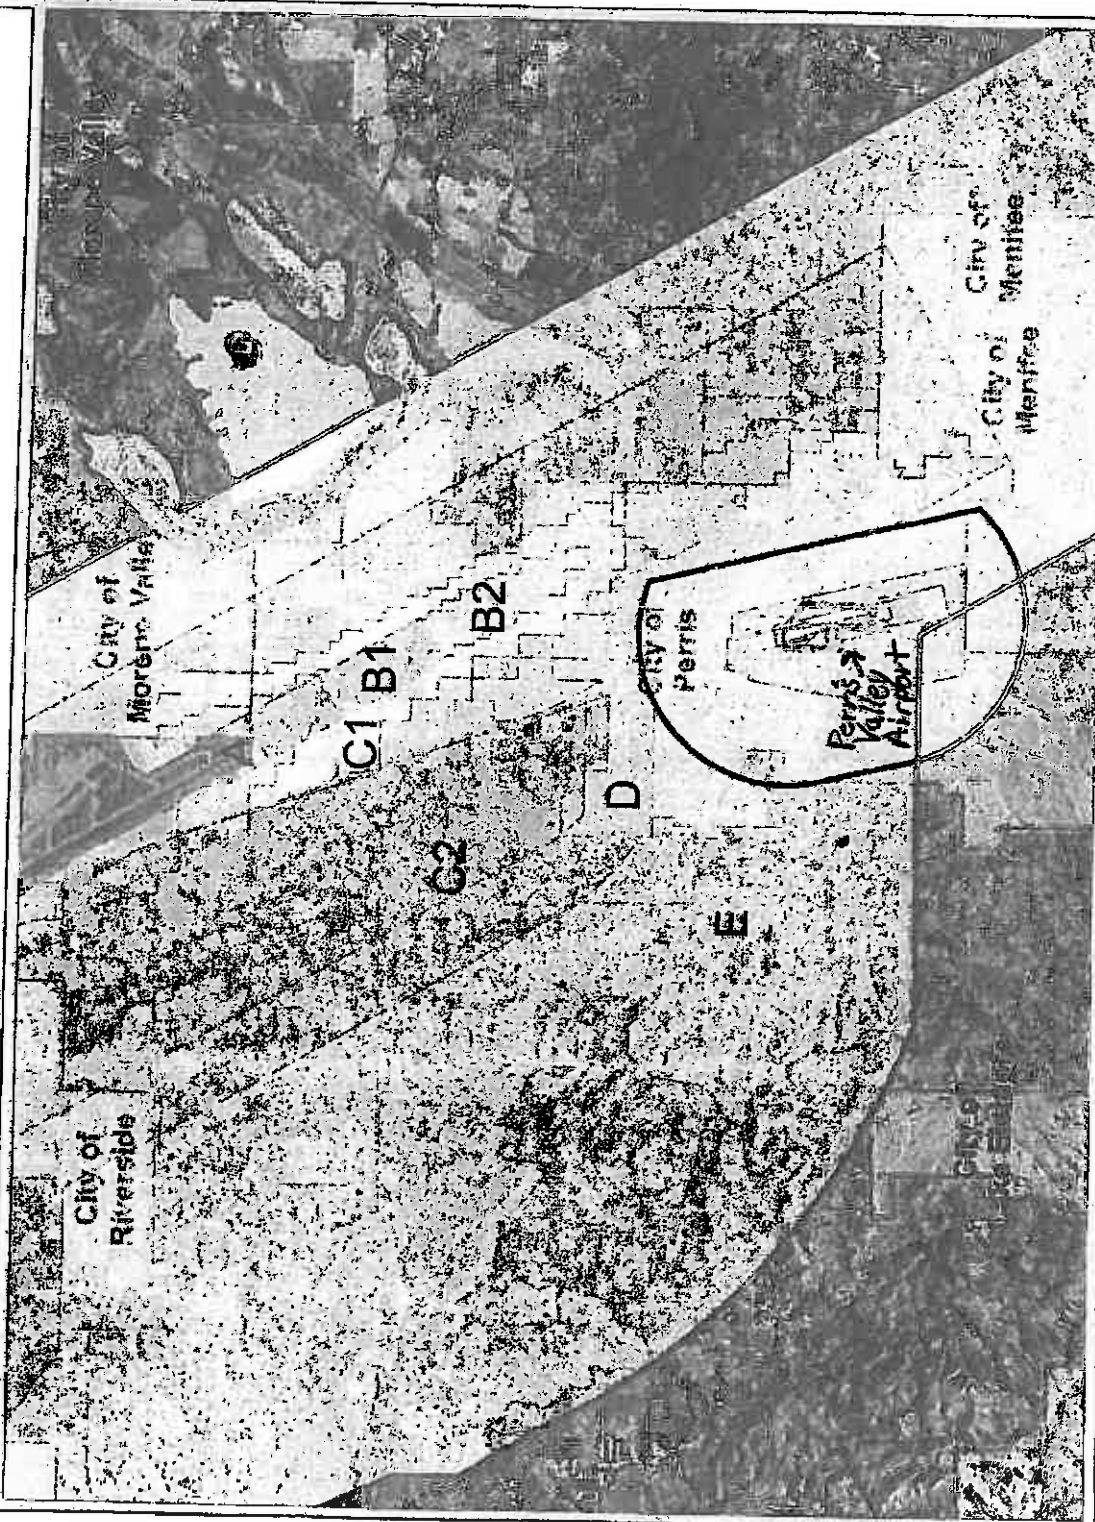 City of
Moreno Valle
City of
Riverside
C1
B1
B2
C2
D
E
City of
Perris
Perris
Valley
Airport
City of
Menifee
City of
Menifee